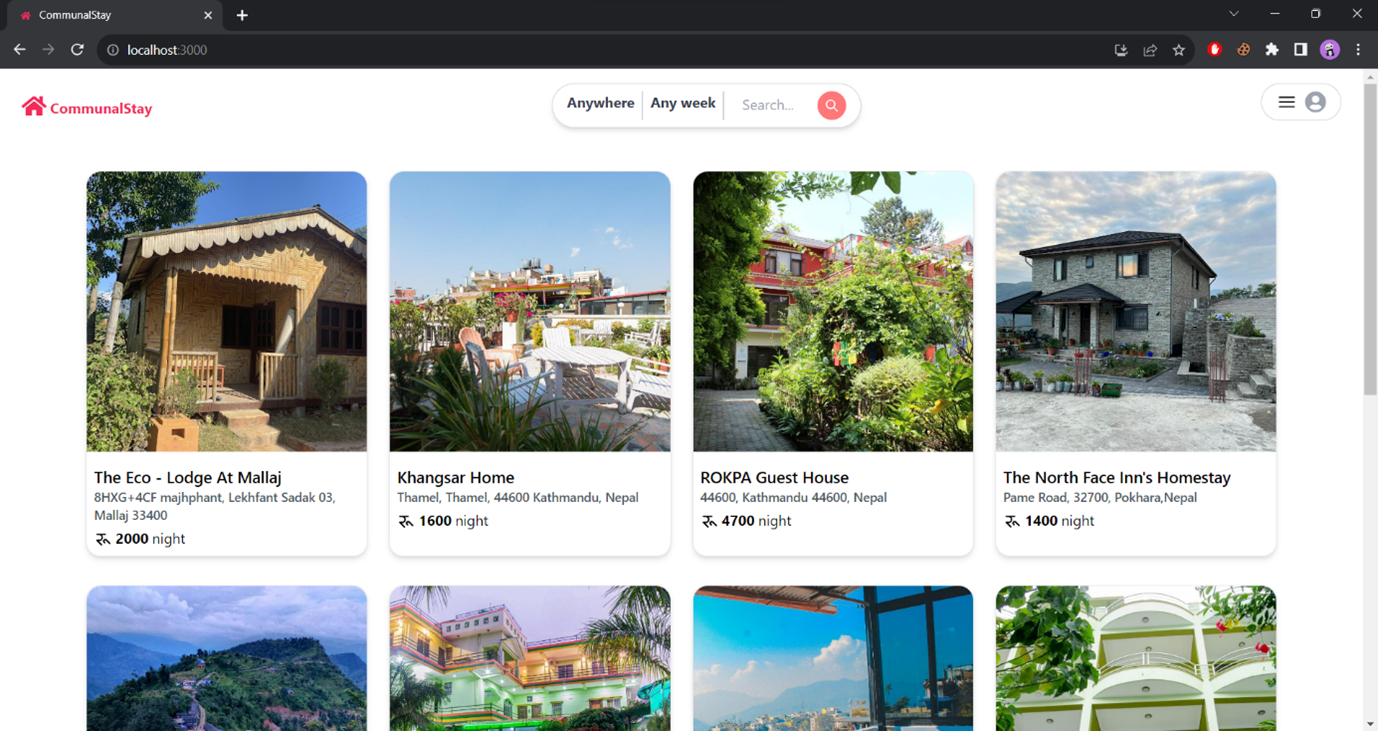 CommunalStay
localhost:3000
CommunalStay
Anywhere
Any week
Search...
The Eco - Lodge At Mallaj
8HXG+4CF majhphant, Lekhfant Sadak 03,
Mallaj 33400
रू 2000 night
Khangsar Home
Thamel, Thamel, 44600 Kathmandu, Nepal
रू 1600 night
ROKPA Guest House
44600, Kathmandu 44600, Nepal
रू 4700 night
The North Face Inn's Homestay
Pame Road, 32700, Pokhara,Nepal
रू 1400 night